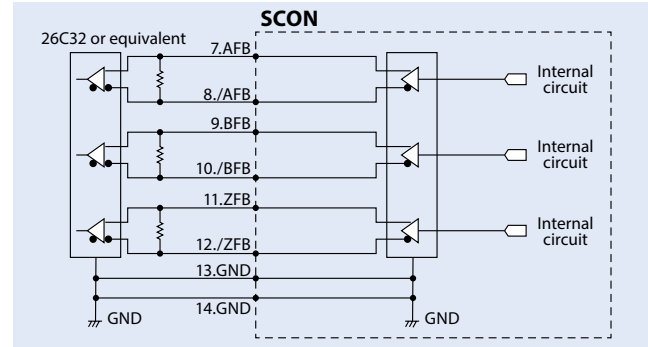 SCON
26C32 or equivalent
7.AFB
Internal
circuit
8./AFB
9.BFB
Internal
circuit
10./BFB
11.ZFB
Internal
circuit
12./ZFB
13.GND
14.GND
GND
GND